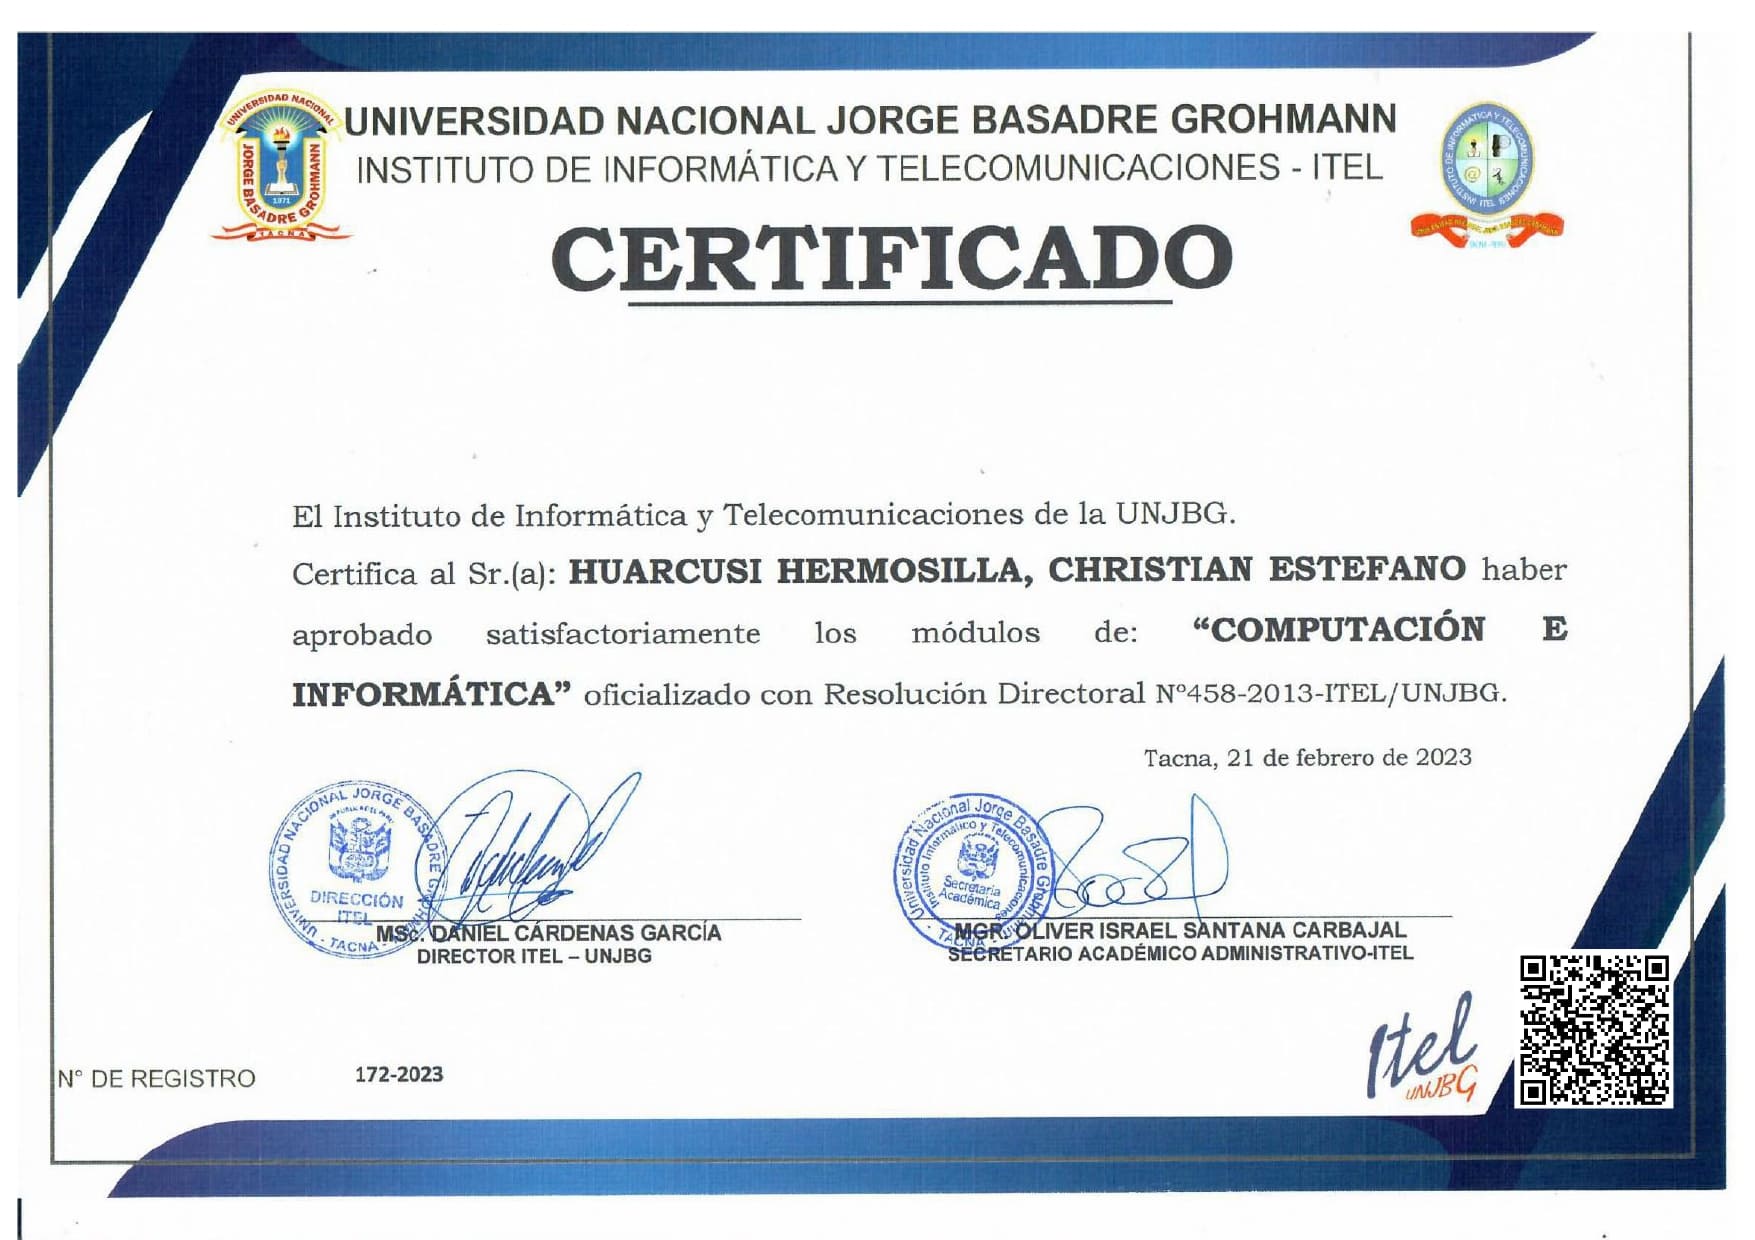 UNIVERSIDAD NACIONAL
JORGE BASADRE GROHMANN
1971
TACNA
UNIVERSIDAD NACIONAL JORGE BASADRE GROHMANN
INSTITUTO DE INFORMÁTICA Y TELECOMUNICACIONES - ITEL
INSTITUTO DE INFORMÁTICA Y TELECOMUNICACIONES
ITEL
CERTIFICADO
El Instituto de Informática y Telecomunicaciones de la UNJBG.
Certifica al Sr.(a): HUARCUSI HERMOSILLA, CHRISTIAN ESTEFANO haber
aprobado satisfactoriamente los módulos de: “COMPUTACIÓN E
INFORMÁTICA” oficializado con Resolución Directoral Nº458-2013-ITEL/UNJBG.
Tacna, 21 de febrero de 2023
UNIVERSIDAD NACIONAL JORGE BASADRE GROHMANN
DIRECCIÓN
ITEL
- TACNA -
MSc. DANIEL CÁRDENAS GARCÍA
DIRECTOR ITEL – UNJBG
Universidad Nacional Jorge Basadre Grohmann
Instituto Informático y Telecomunicaciones
Secretaría
Académica
- TACNA -
MGR. OLIVER ISRAEL SANTANA CARBAJAL
SECRETARIO ACADÉMICO ADMINISTRATIVO-ITEL
Itel
UNJBG
N° DE REGISTRO 172-2023